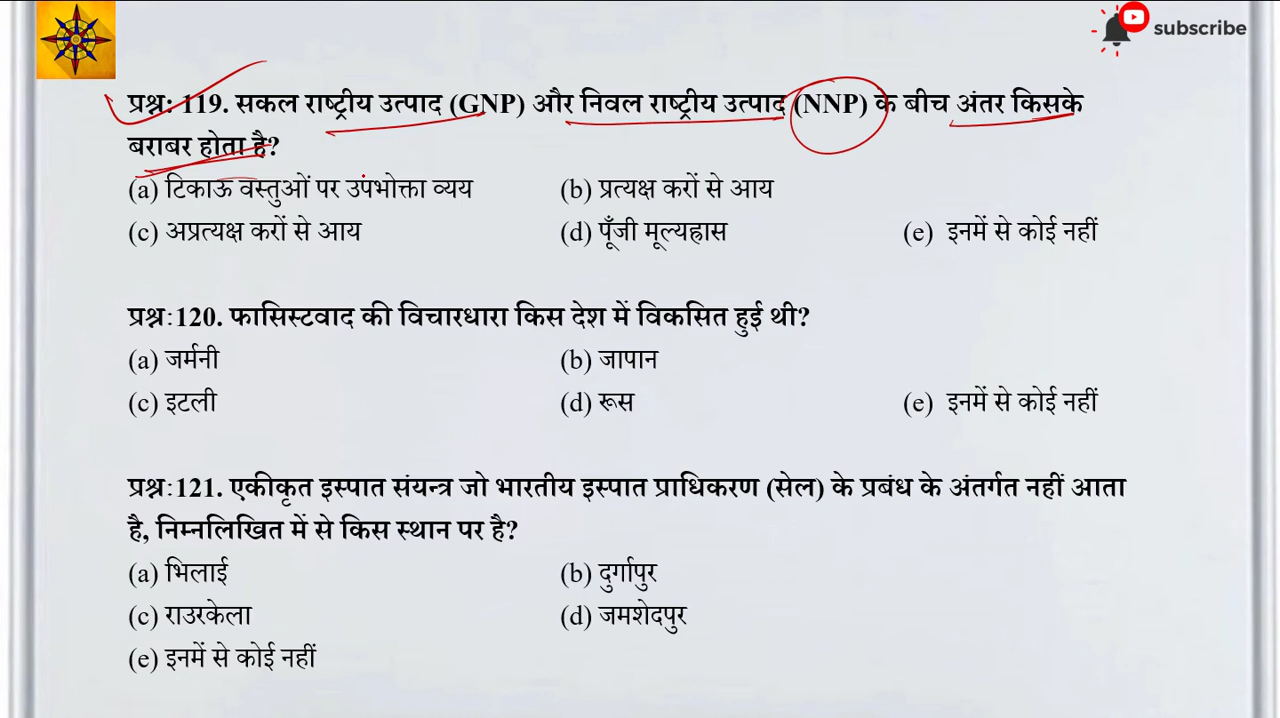 subscribe
प्रश्न: 119. सकल राष्ट्रीय उत्पाद (GNP) और निवल राष्ट्रीय उत्पाद (NNP) के बीच अंतर किसके
बराबर होता है?
(a) टिकाऊ वस्तुओं पर उपभोक्ता व्यय (b) प्रत्यक्ष करों से आय
(c) अप्रत्यक्ष करों से आय (d) पूँजी मूल्यह्रास (e) इनमें से कोई नहीं
प्रश्न:120. फासिस्टवाद की विचारधारा किस देश में विकसित हुई थी?
(a) जर्मनी (b) जापान
(c) इटली (d) रूस (e) इनमें से कोई नहीं
प्रश्न:121. एकीकृत इस्पात संयन्त्र जो भारतीय इस्पात प्राधिकरण (सेल) के प्रबंध के अंतर्गत नहीं आता
है, निम्नलिखित में से किस स्थान पर है?
(a) भिलाई (b) दुर्गापुर
(c) राउरकेला (d) जमशेदपुर
(e) इनमें से कोई नहीं